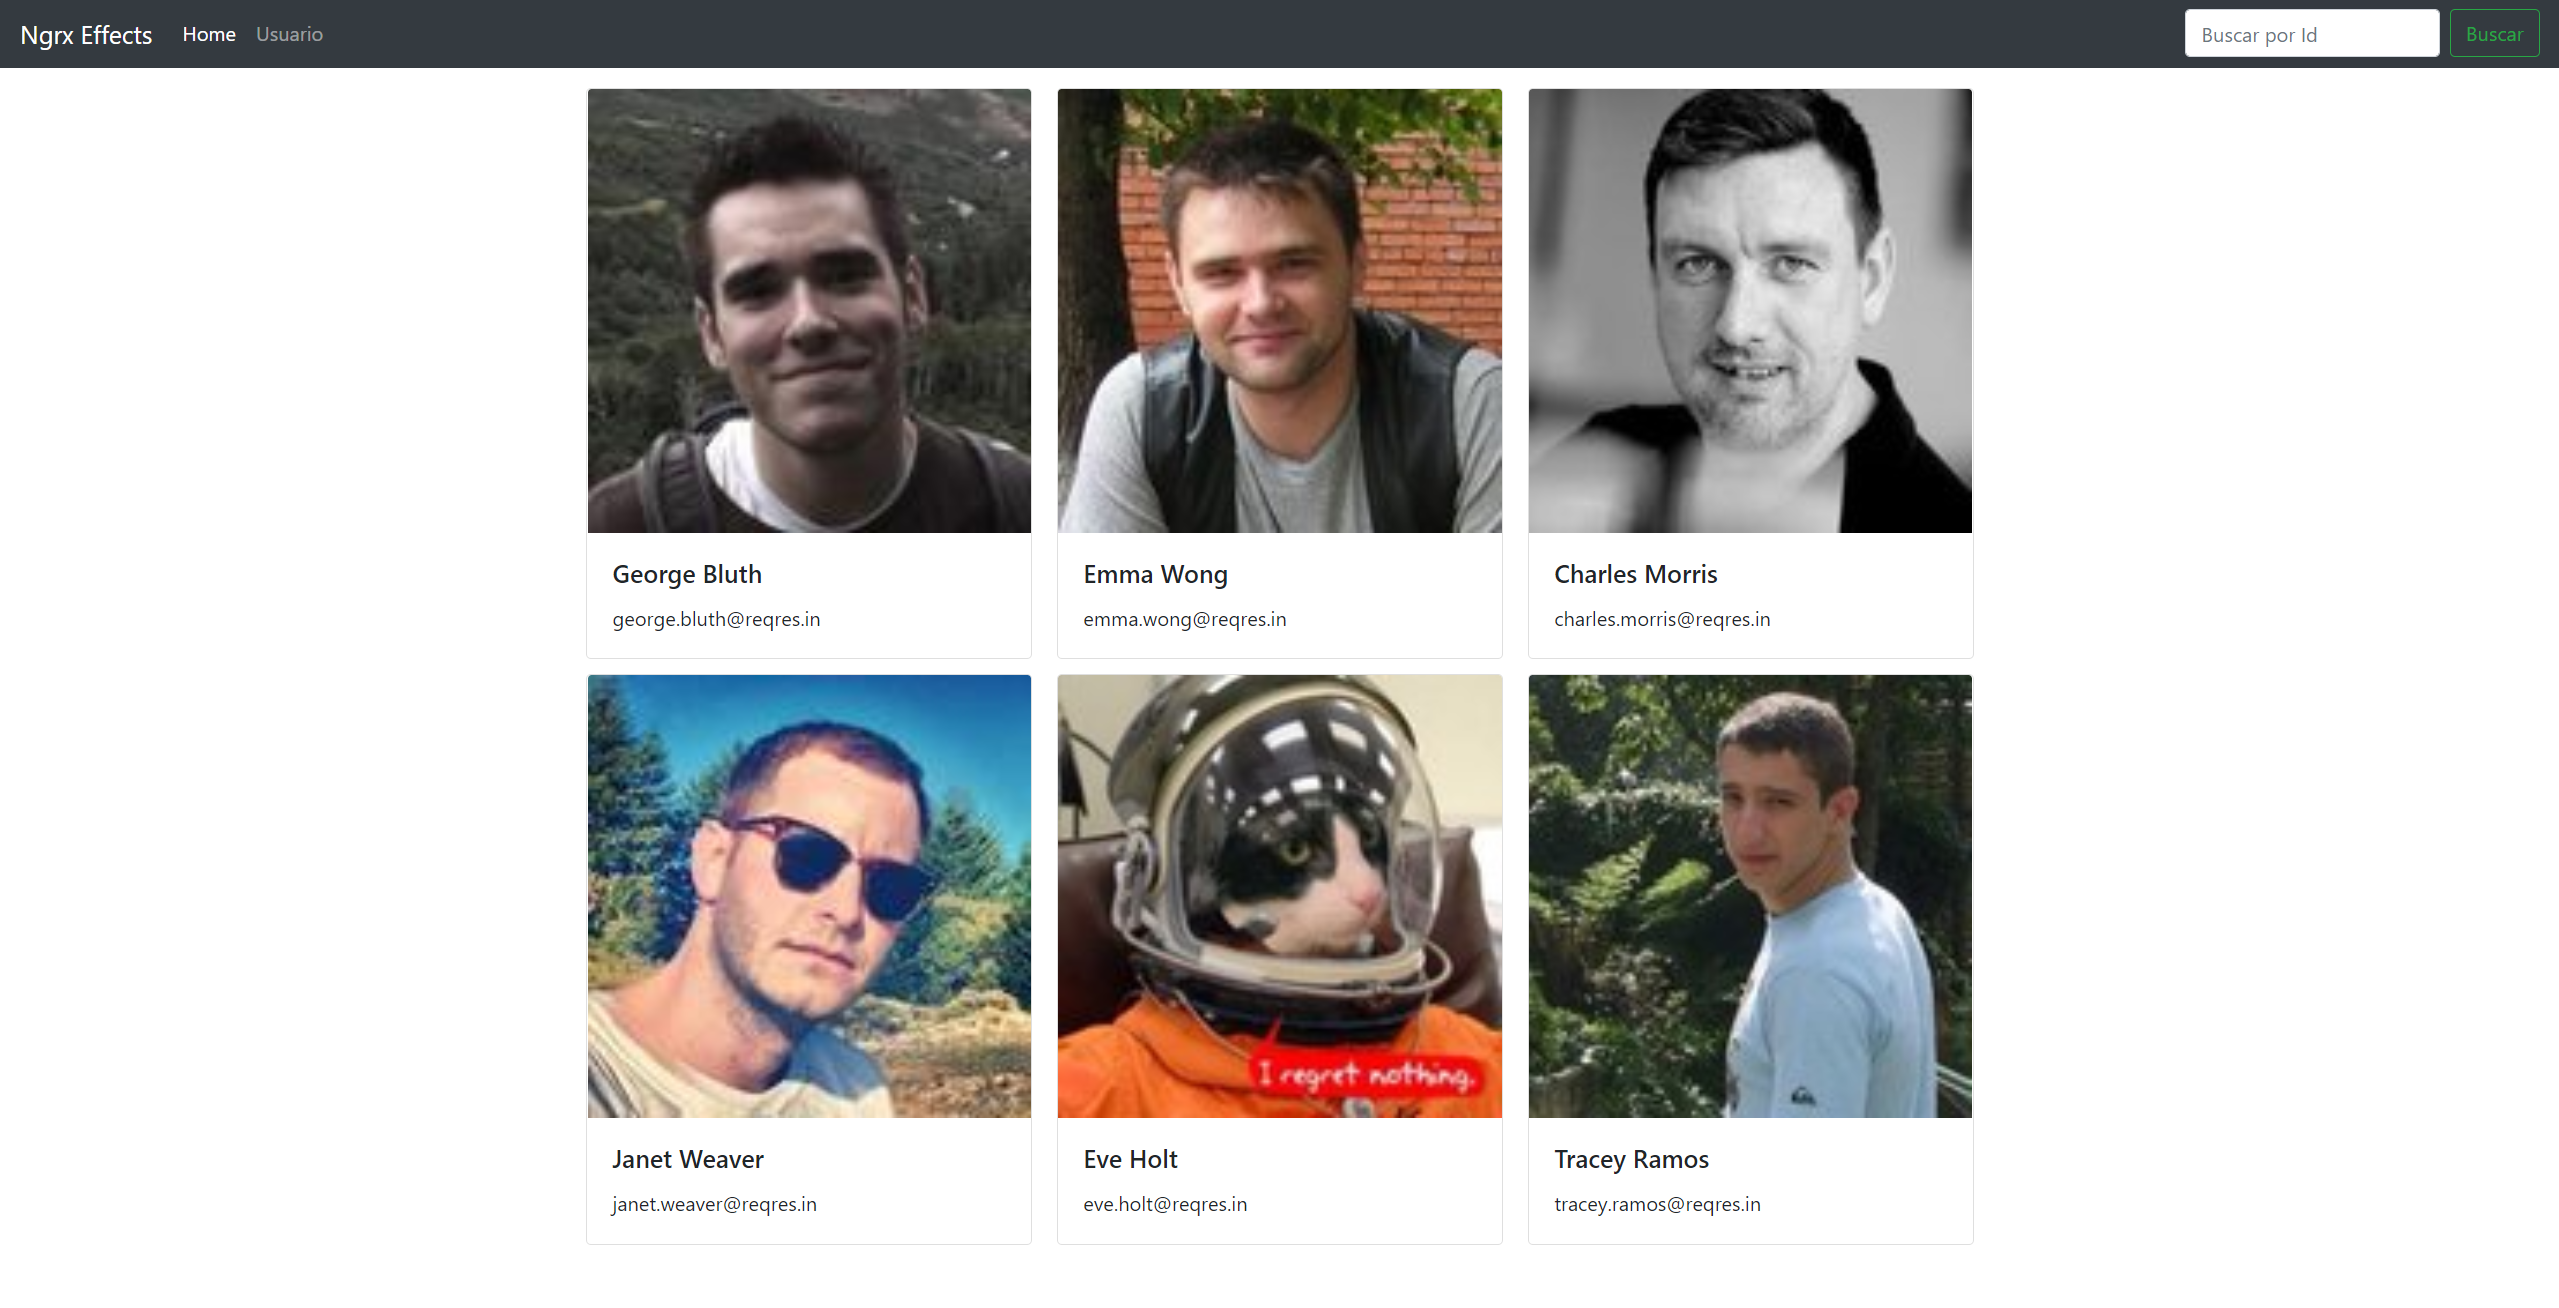 Ngrx Effects Home Usuario Buscar por Id Buscar
George Bluth
george.bluth@reqres.in
Emma Wong
emma.wong@reqres.in
Charles Morris
charles.morris@reqres.in
I regret nothing.
Janet Weaver
janet.weaver@reqres.in
Eve Holt
eve.holt@reqres.in
Tracey Ramos
tracey.ramos@reqres.in